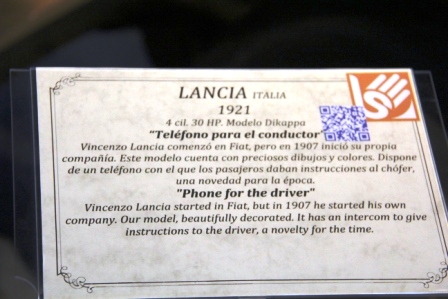 LANCIA ITALIA
1921
4 cil. 30 HP. Modelo Dikappa
"Teléfono para el conductor"
Vincenzo Lancia comenzó en Fiat, pero en 1907 inició su propia
compañía. Este modelo cuenta con preciosos dibujos y colores. Dispone
de un teléfono con el que los pasajeros daban instrucciones al chófer,
una novedad para la época.
"Phone for the driver"
Vincenzo Lancia started in Fiat, but in 1907 he started his own
company. Our model, beautifully decorated. It has an intercom to give
instructions to the driver, a novelty for the time.